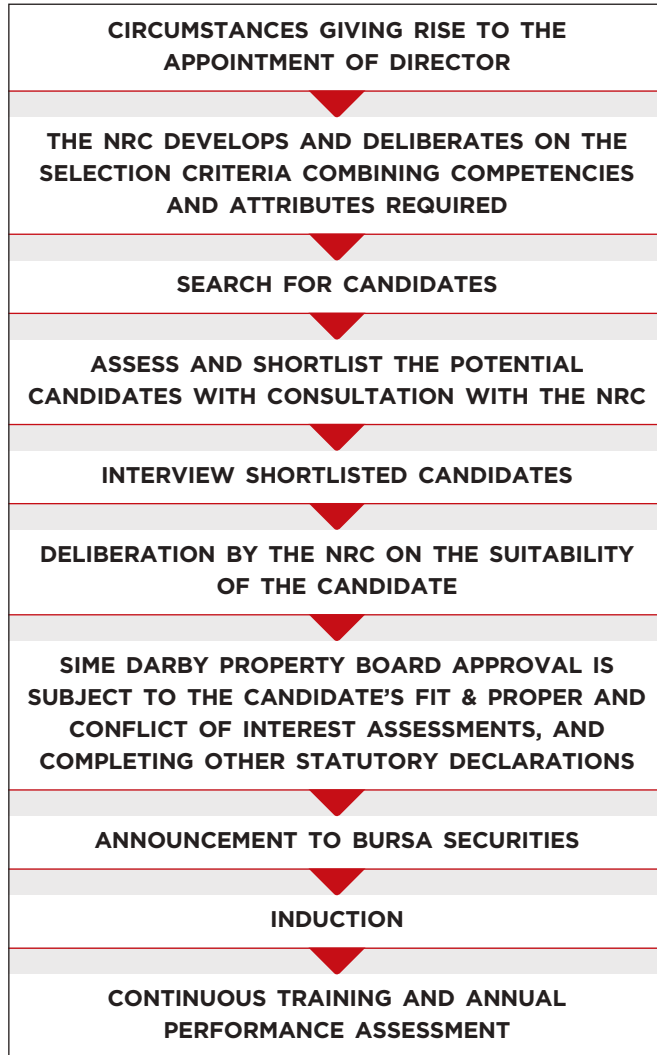 CIRCUMSTANCES GIVING RISE TO THE
APPOINTMENT OF DIRECTOR
THE NRC DEVELOPS AND DELIBERATES ON THE
SELECTION CRITERIA COMBINING COMPETENCIES
AND ATTRIBUTES REQUIRED
SEARCH FOR CANDIDATES
ASSESS AND SHORTLIST THE POTENTIAL
CANDIDATES WITH CONSULTATION WITH THE NRC
INTERVIEW SHORTLISTED CANDIDATES
DELIBERATION BY THE NRC ON THE SUITABILITY
OF THE CANDIDATE
SIME DARBY PROPERTY BOARD APPROVAL IS
SUBJECT TO THE CANDIDATE’S FIT & PROPER AND
CONFLICT OF INTEREST ASSESSMENTS, AND
COMPLETING OTHER STATUTORY DECLARATIONS
ANNOUNCEMENT TO BURSA SECURITIES
INDUCTION
CONTINUOUS TRAINING AND ANNUAL
PERFORMANCE ASSESSMENT